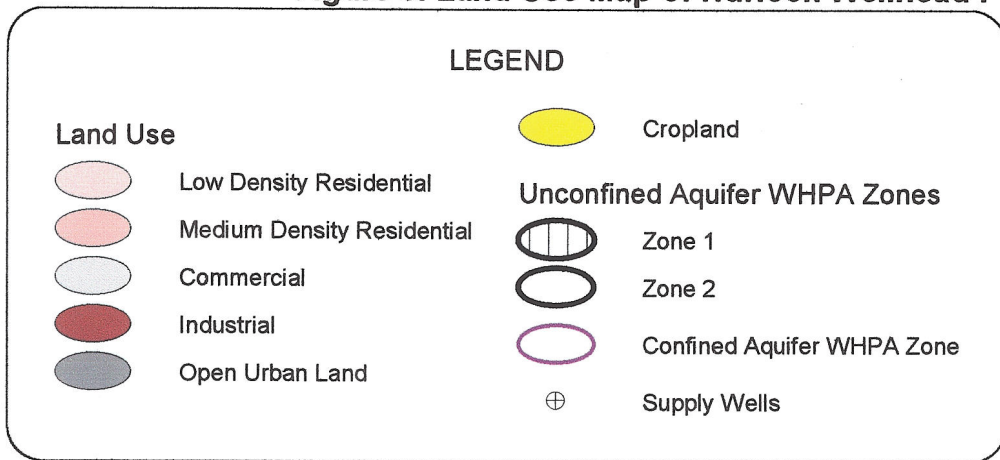 LEGEND
Land Use
Low Density Residential
Medium Density Residential
Commercial
Industrial
Open Urban Land
Cropland
Unconfined Aquifer WHPA Zones
Zone 1
Zone 2
Confined Aquifer WHPA Zone
Supply Wells